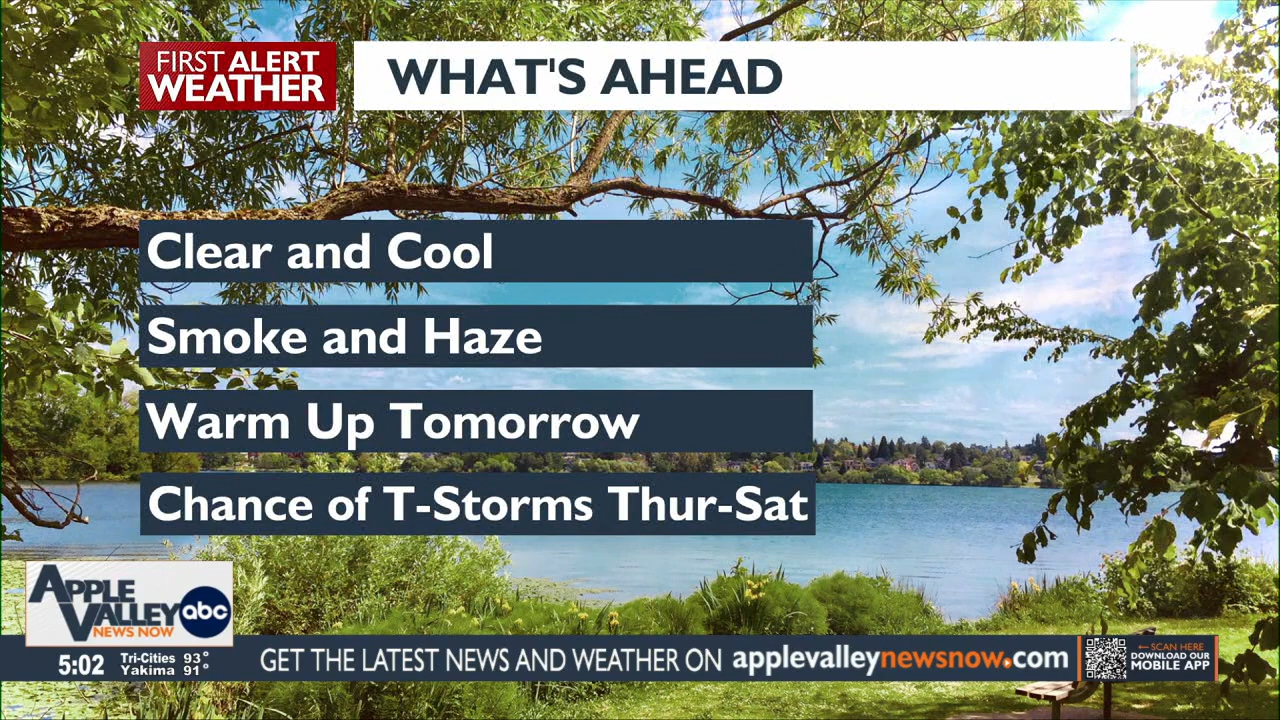 FIRST ALERT
WEATHER
WHAT'S AHEAD
Clear and Cool
Smoke and Haze
Warm Up Tomorrow
Chance of T-Storms Thur-Sat
APPLE
VALLEY
NEWS NOW
abc
5:02
Tri-Cities 93°
Yakima 91°
GET THE LATEST NEWS AND WEATHER ON applevalleynewsnow.com
←SCAN HERE
DOWNLOAD OUR
MOBILE APP